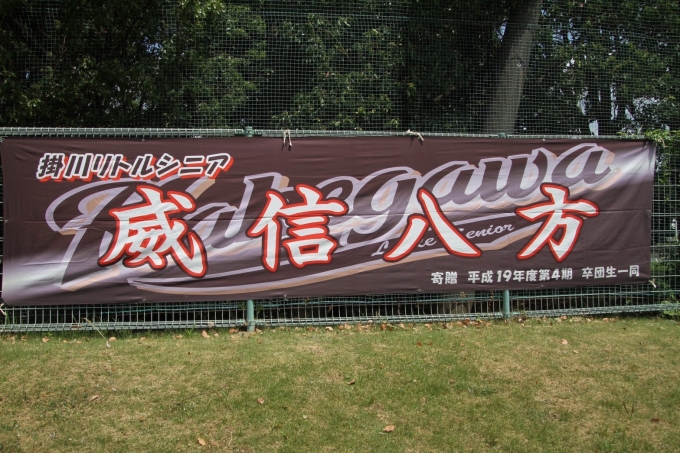 掛川リトルシニア
Kakegawa
Little Senior
威信八方
寄贈 平成19年度第4期 卒団生一同